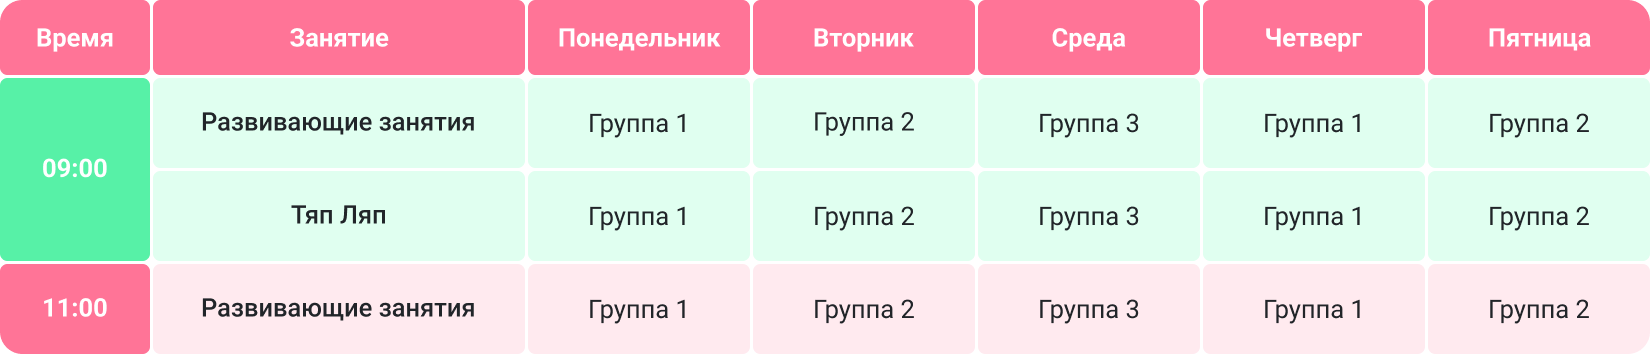 Время Занятие Понедельник Вторник Среда Четверг Пятница
09:00
Развивающие занятия Группа 1 Группа 2 Группа 3 Группа 1 Группа 2
Тяп Ляп Группа 1 Группа 2 Группа 3 Группа 1 Группа 2
11:00 Развивающие занятия Группа 1 Группа 2 Группа 3 Группа 1 Группа 2